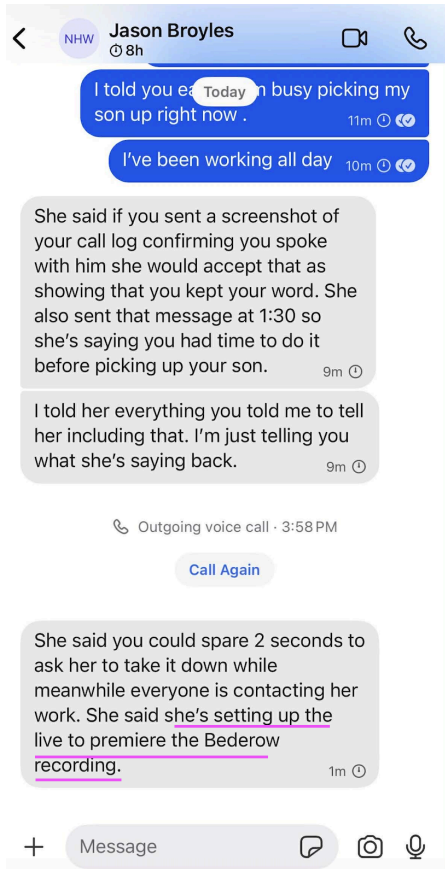 NHW
Jason Broyles
8h
Today
I told you ea busy picking my
son up right now .
11m
I've been working all day
10m
She said if you sent a screenshot of
your call log confirming you spoke
with him she would accept that as
showing that you kept your word. She
also sent that message at 1:30 so
she's saying you had time to do it
before picking up your son.
9m
I told her everything you told me to tell
her including that. I'm just telling you
what she's saying back.
9m
Outgoing voice call · 3:58 PM
Call Again
She said you could spare 2 seconds to
ask her to take it down while
meanwhile everyone is contacting her
work. She said she's setting up the
live to premiere the Bederow
recording.
1m
Message